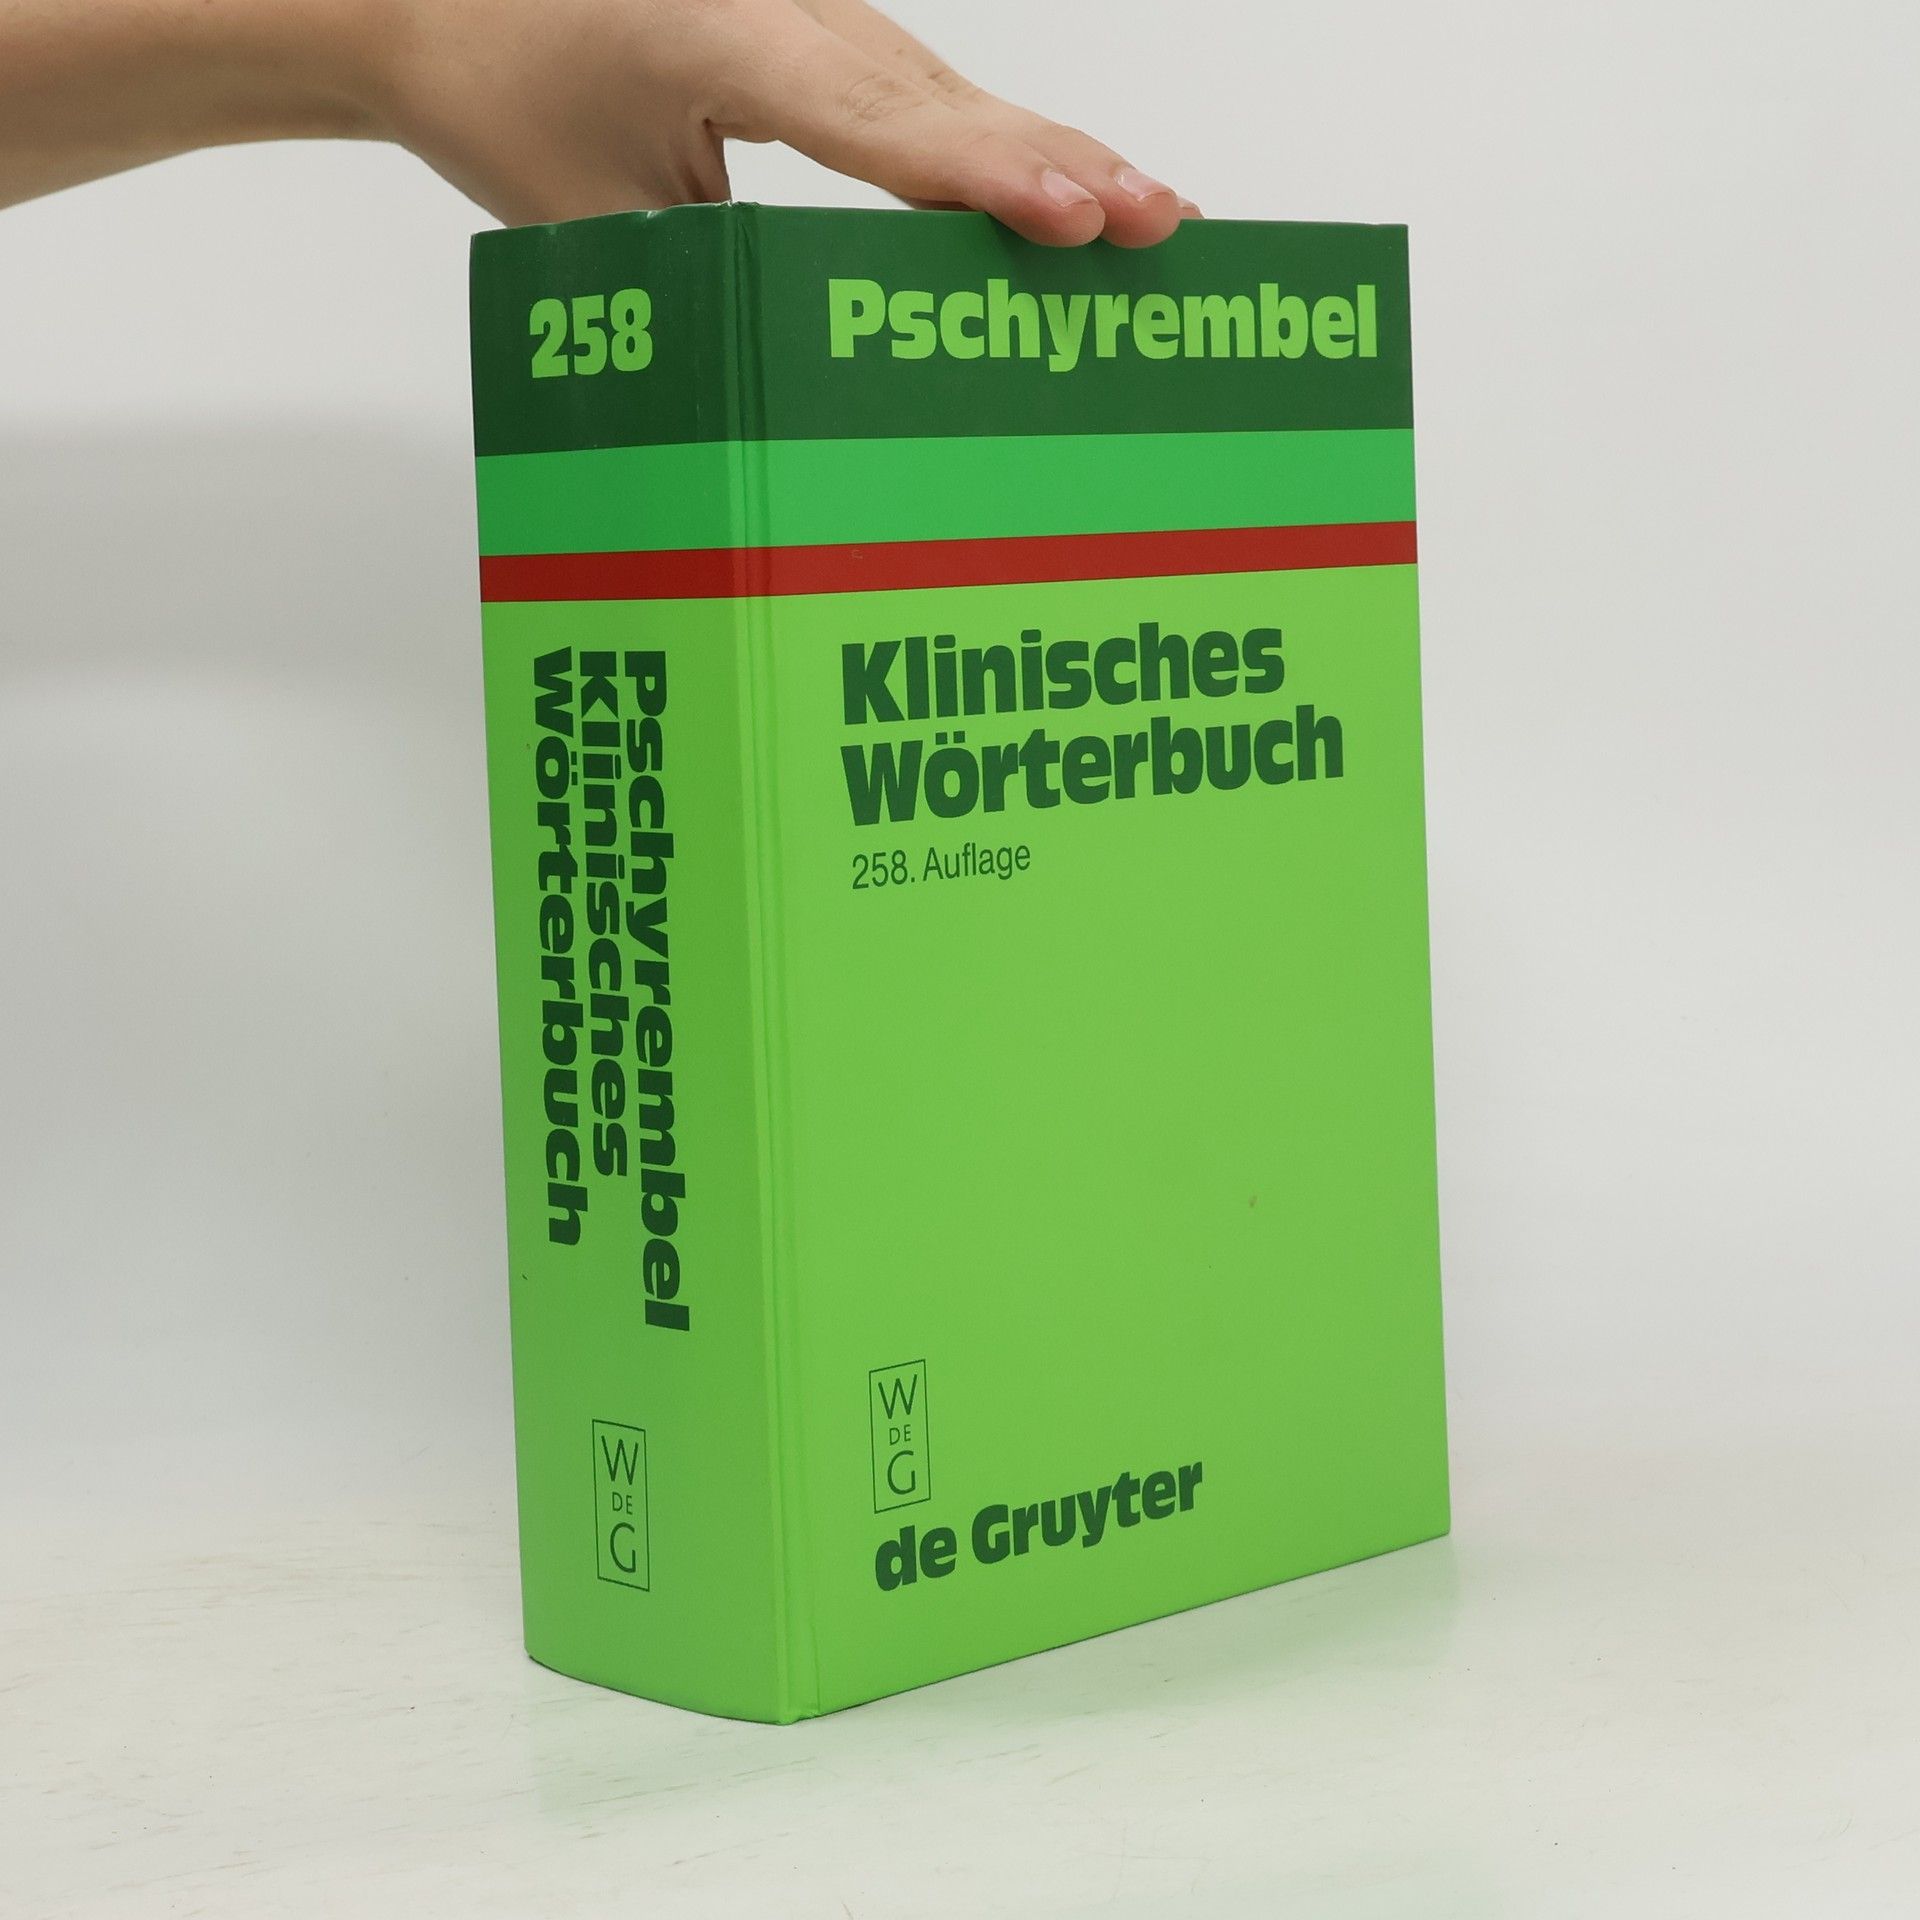 258
Pschyrembel
Klinisches
Wörterbuch
W
DE
G
Pschyrembel
Klinisches
Wörterbuch
258. Auflage
W
DE
G
de Gruyter